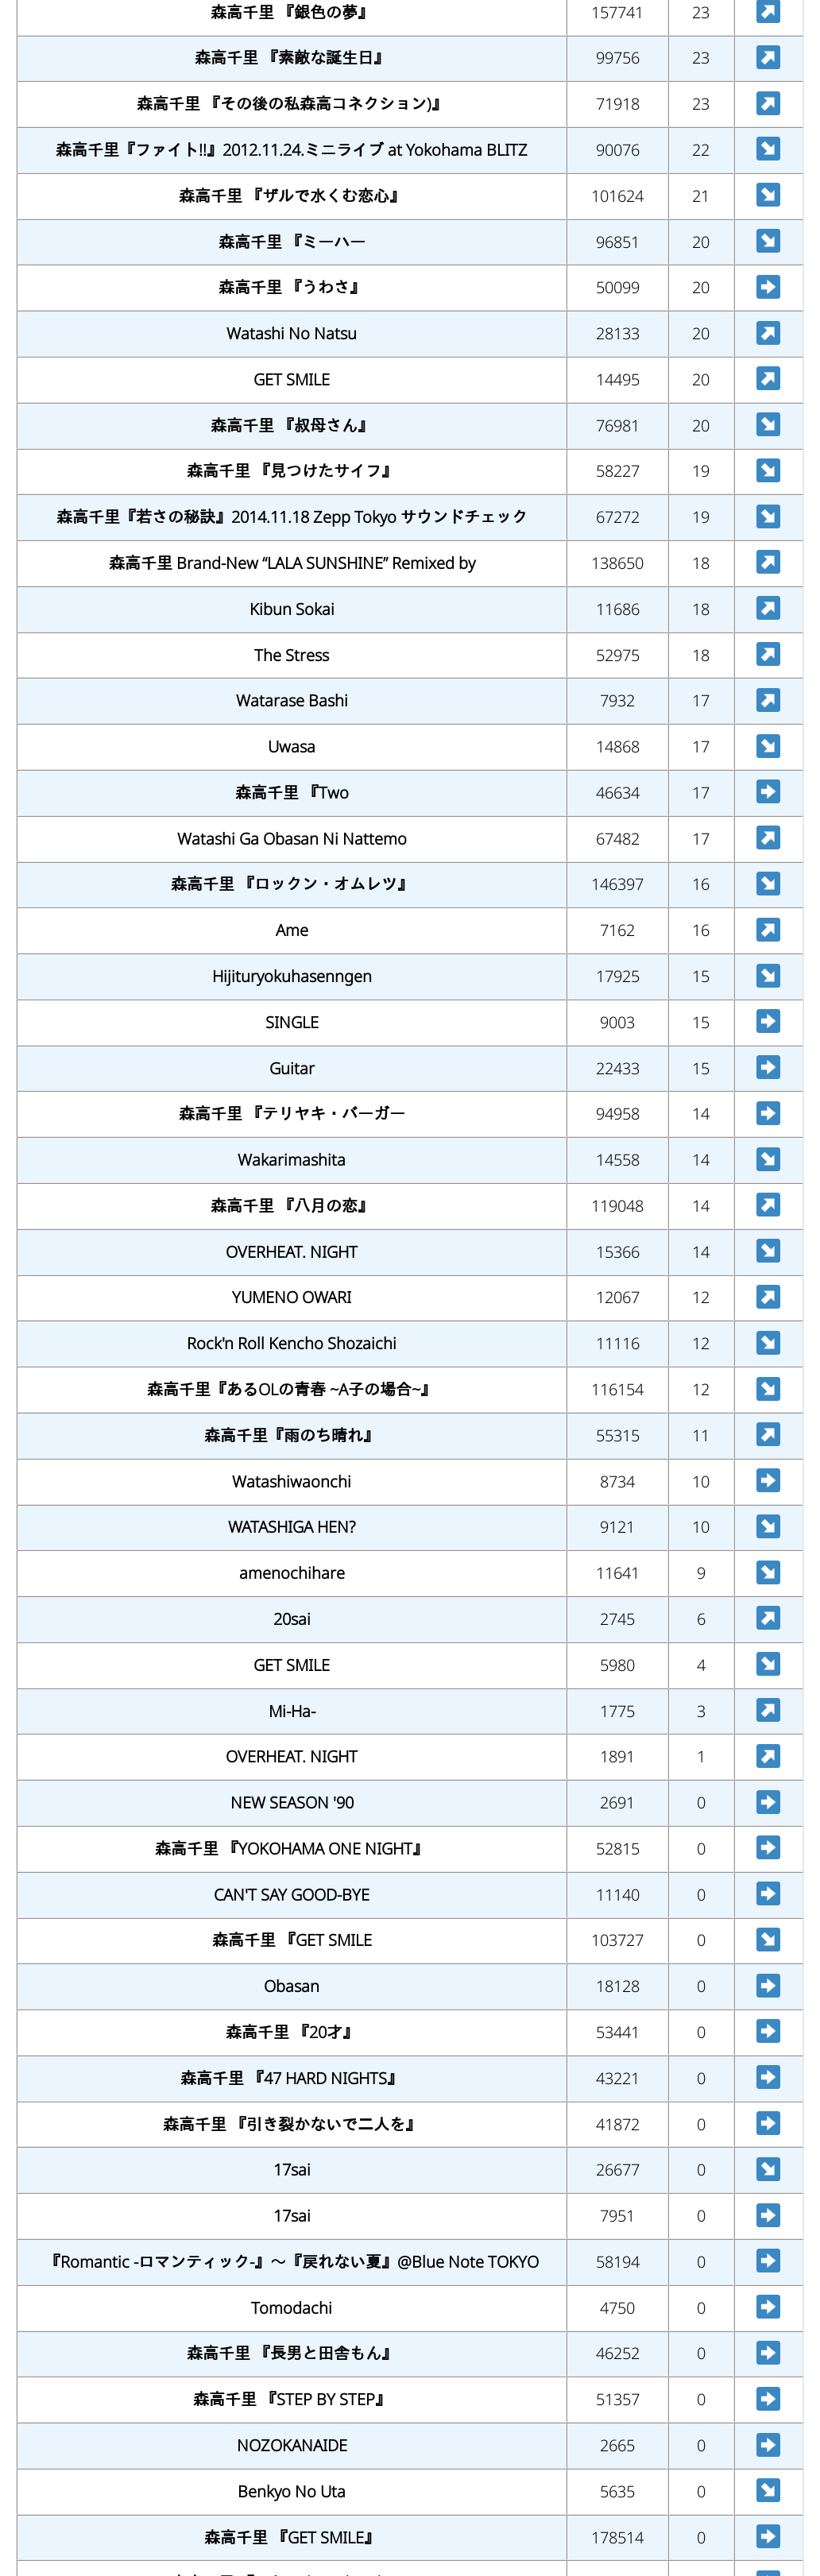 森高千里 『銀色の夢』 157741 23
森高千里 『素敵な誕生日』 99756 23
森高千里 『その後の私森高コネクション)』 71918 23
森高千里『ファイト!!』2012.11.24.ミニライブ at Yokohama BLITZ 90076 22
森高千里 『ザルで水くむ恋心』 101624 21
森高千里 『ミーハー 96851 20
森高千里 『うわさ』 50099 20
Watashi No Natsu 28133 20
GET SMILE 14495 20
森高千里 『叔母さん』 76981 20
森高千里 『見つけたサイフ』 58227 19
森高千里『若さの秘訣』2014.11.18 Zepp Tokyo サウンドチェック 67272 19
森高千里 Brand-New “LALA SUNSHINE” Remixed by 138650 18
Kibun Sokai 11686 18
The Stress 52975 18
Watarase Bashi 7932 17
Uwasa 14868 17
森高千里 『Two 46634 17
Watashi Ga Obasan Ni Nattemo 67482 17
森高千里 『ロックン・オムレツ』 146397 16
Ame 7162 16
Hijituryokuhasenngen 17925 15
SINGLE 9003 15
Guitar 22433 15
森高千里 『テリヤキ・バーガー 94958 14
Wakarimashita 14558 14
森高千里 『八月の恋』 119048 14
OVERHEAT. NIGHT 15366 14
YUMENO OWARI 12067 12
Rock'n Roll Kencho Shozaichi 11116 12
森高千里『あるOLの青春 ~A子の場合~』 116154 12
森高千里『雨のち晴れ』 55315 11
Watashiwaonchi 8734 10
WATASHIGA HEN? 9121 10
amenochihare 11641 9
20sai 2745 6
GET SMILE 5980 4
Mi-Ha- 1775 3
OVERHEAT. NIGHT 1891 1
NEW SEASON '90 2691 0
森高千里 『YOKOHAMA ONE NIGHT』 52815 0
CAN'T SAY GOOD-BYE 11140 0
森高千里 『GET SMILE 103727 0
Obasan 18128 0
森高千里 『20才』 53441 0
森高千里 『47 HARD NIGHTS』 43221 0
森高千里 『引き裂かないで二人を』 41872 0
17sai 26677 0
17sai 7951 0
『Romantic -ロマンティック-』〜『戻れない夏』@Blue Note TOKYO 58194 0
Tomodachi 4750 0
森高千里 『長男と田舎もん』 46252 0
森高千里 『STEP BY STEP』 51357 0
NOZOKANAIDE 2665 0
Benkyo No Uta 5635 0
森高千里 『GET SMILE』 178514 0